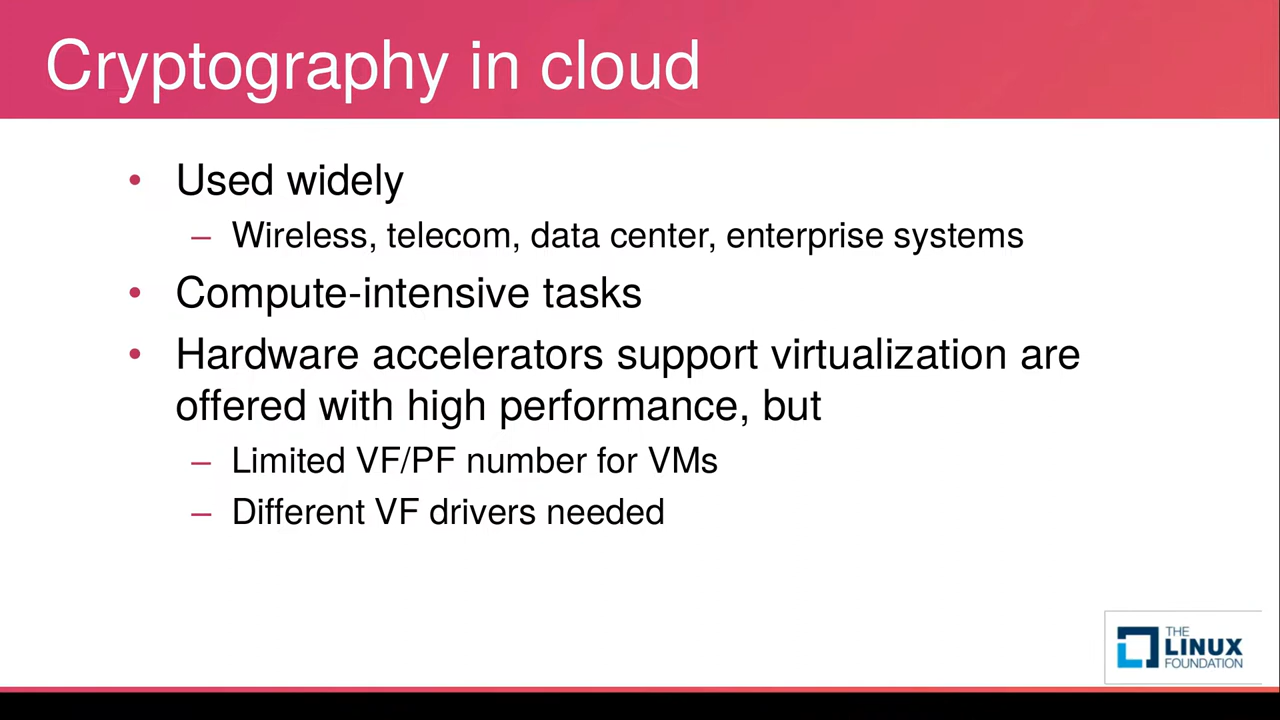 Cryptography in cloud
• Used widely
– Wireless, telecom, data center, enterprise systems
• Compute-intensive tasks
• Hardware accelerators support virtualization are
offered with high performance, but
– Limited VF/PF number for VMs
– Different VF drivers needed
THE
LINUX
FOUNDATION